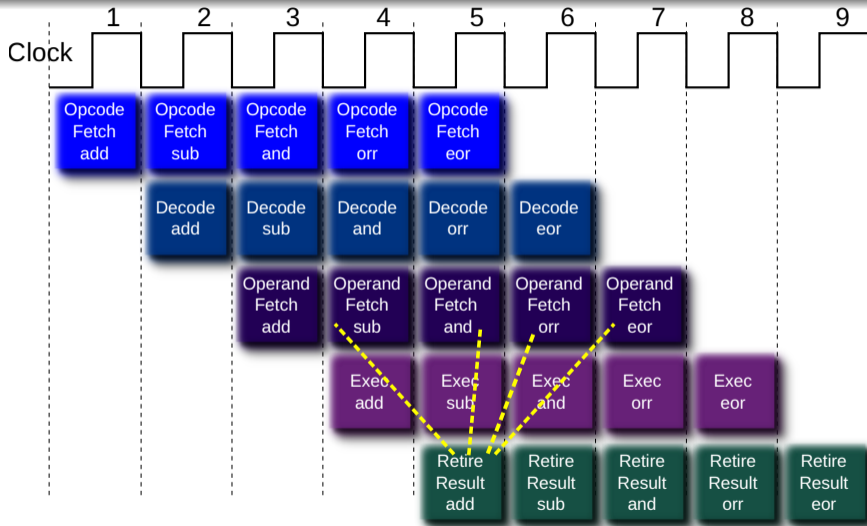 1 2 3 4 5 6 7 8 9
Clock
Opcode Opcode Opcode Opcode Opcode
Fetch Fetch Fetch Fetch Fetch
add sub and orr eor
Decode Decode Decode Decode Decode
add sub and orr eor
Operand Operand Operand Operand Operand
Fetch Fetch Fetch Fetch Fetch
add sub and orr eor
Exec Exec Exec Exec Exec
add sub and orr eor
Retire Retire Retire Retire Retire
Result Result Result Result Result
add sub and orr eor